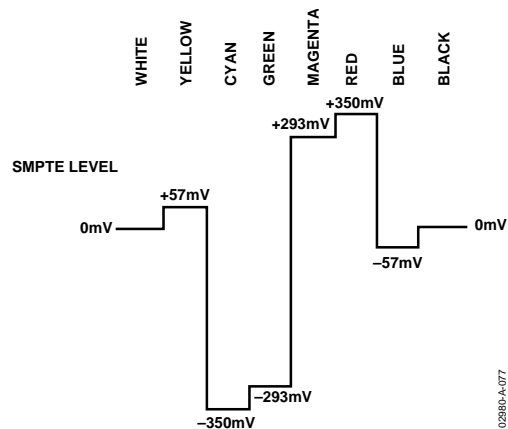 WHITE
YELLOW
CYAN
GREEN
MAGENTA
RED
BLUE
BLACK
+350mV
+293mV
SMPTE LEVEL
+57mV
0mV
0mV
–57mV
–293mV
–350mV
02980-A-077